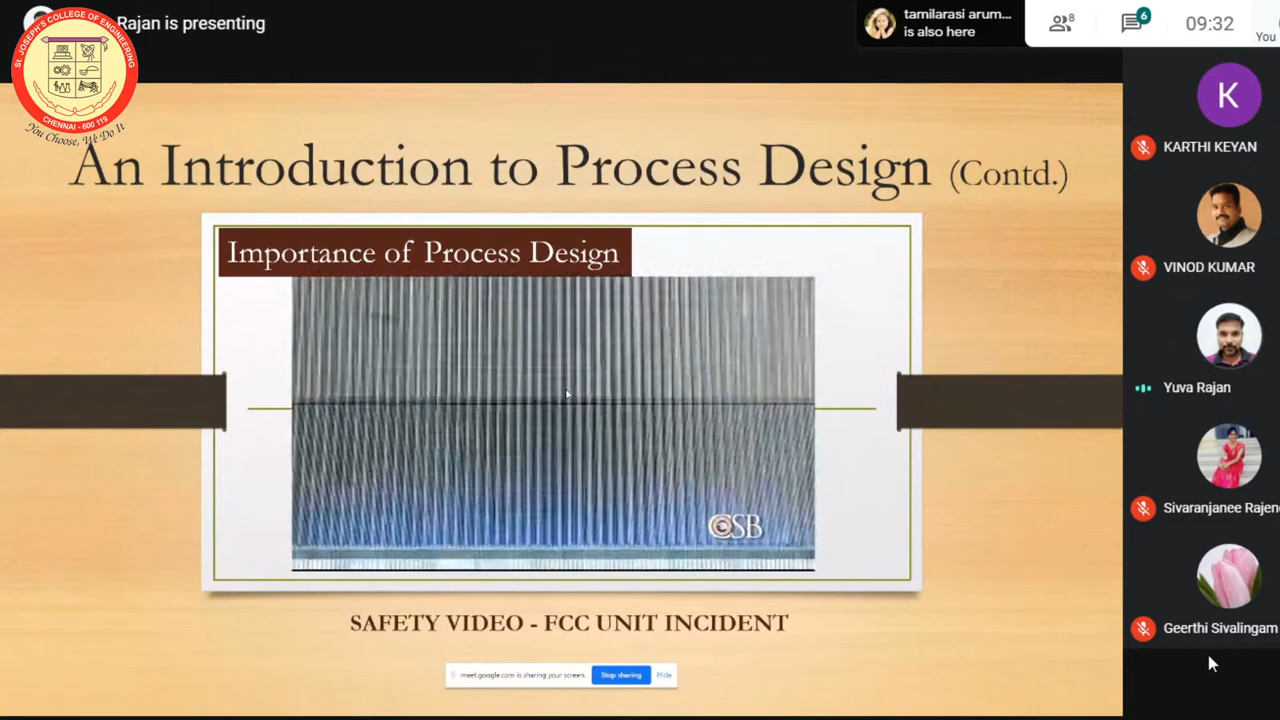 Rajan is presenting
tamilarasi arum...
is also here
8
6
09:32
You
ST. JOSEPH'S COLLEGE OF ENGINEERING
CHENNAI - 600 119
You Choose, We Do It
An Introduction to Process Design (Contd.)
Importance of Process Design
CSB
SAFETY VIDEO - FCC UNIT INCIDENT
meet.google.com is sharing your screen.
Stop sharing
Hide
K
KARTHI KEYAN
VINOD KUMAR
Yuva Rajan
Sivaranjanee Rajen
Geerthi Sivalingam